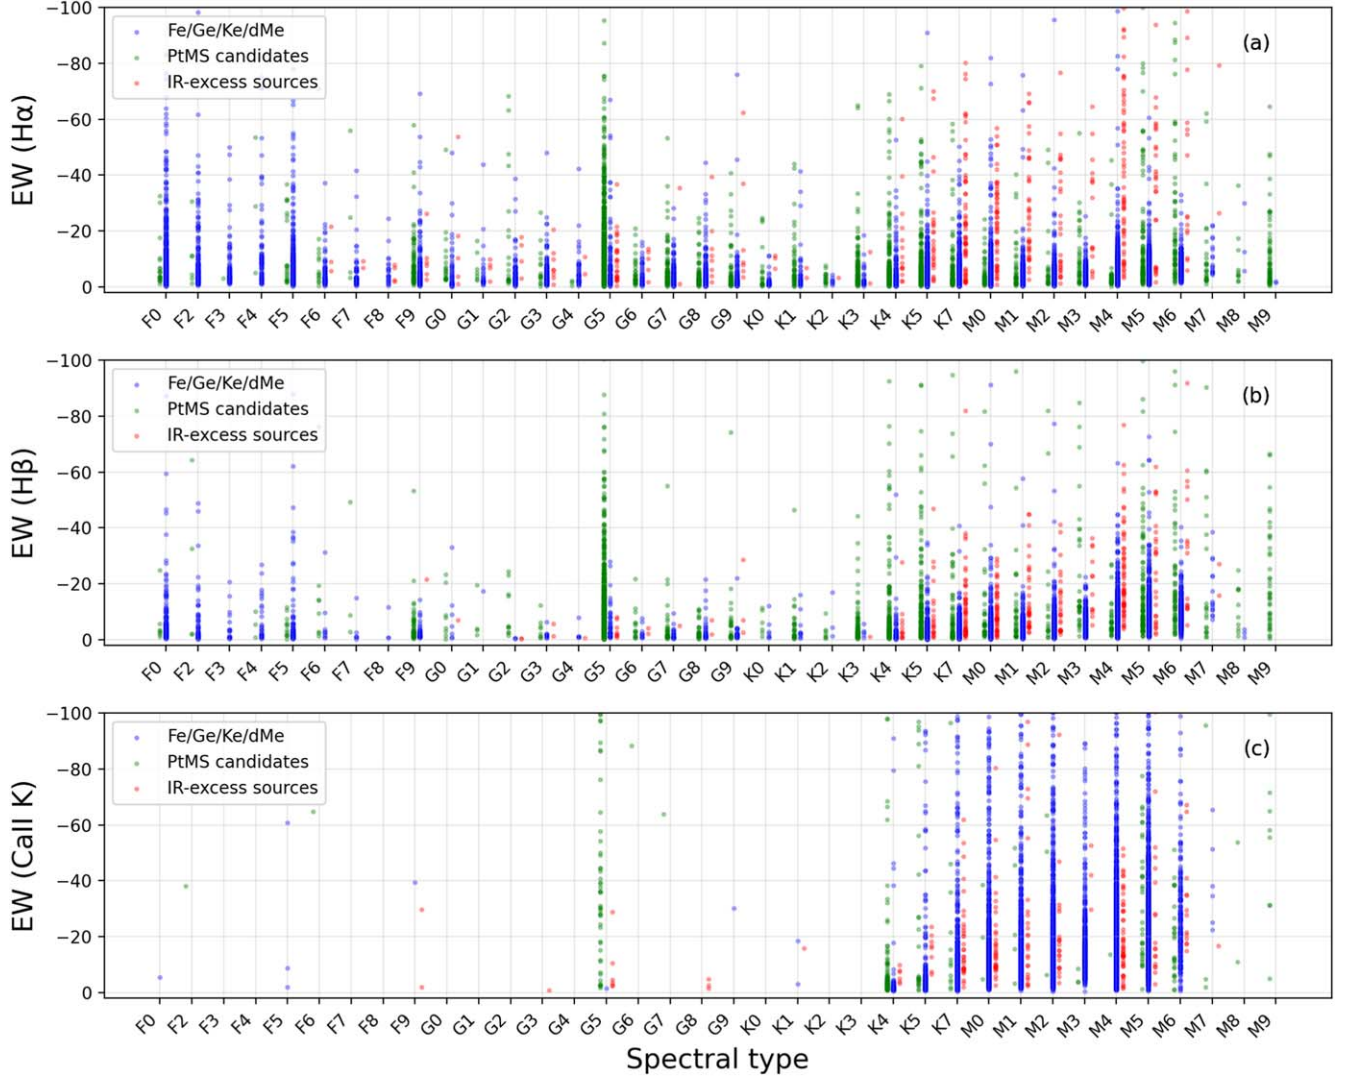 −100
−80
−60
−40
−20
0
EW (Hα)
Fe/Ge/Ke/dMe
PtMS candidates
IR-excess sources
(a)
F0 F2 F3 F4 F5 F6 F7 F8 F9 G0 G1 G2 G3 G4 G5 G6 G7 G8 G9 K0 K1 K2 K3 K4 K5 K7 M0 M1 M2 M3 M4 M5 M6 M7 M8 M9
−100
−80
−60
−40
−20
0
EW (Hβ)
Fe/Ge/Ke/dMe
PtMS candidates
IR-excess sources
(b)
F0 F2 F3 F4 F5 F6 F7 F8 F9 G0 G1 G2 G3 G4 G5 G6 G7 G8 G9 K0 K1 K2 K3 K4 K5 K7 M0 M1 M2 M3 M4 M5 M6 M7 M8 M9
−100
−80
−60
−40
−20
0
EW (CaII K)
Fe/Ge/Ke/dMe
PtMS candidates
IR-excess sources
(c)
F0 F2 F3 F4 F5 F6 F7 F8 F9 G0 G1 G2 G3 G4 G5 G6 G7 G8 G9 K0 K1 K2 K3 K4 K5 K7 M0 M1 M2 M3 M4 M5 M6 M7 M8 M9
Spectral type